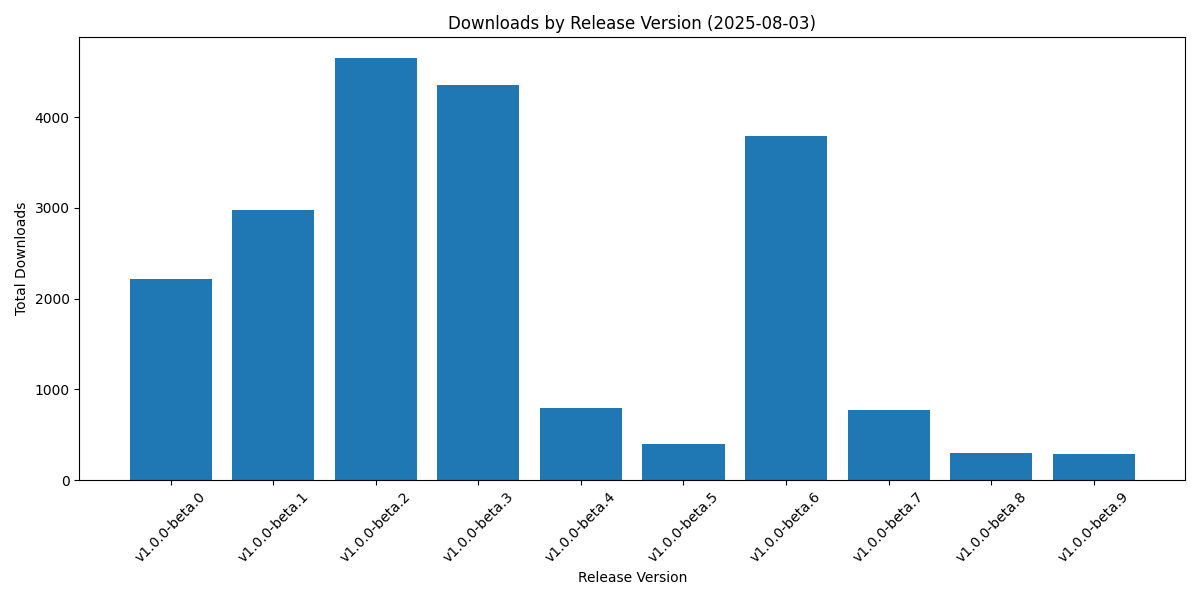 Downloads by Release Version (2025-08-03)
Total Downloads
4000
3000
2000
1000
0
v1.0.0-beta.0
v1.0.0-beta.1
v1.0.0-beta.2
v1.0.0-beta.3
v1.0.0-beta.4
v1.0.0-beta.5
v1.0.0-beta.6
v1.0.0-beta.7
v1.0.0-beta.8
v1.0.0-beta.9
Release Version